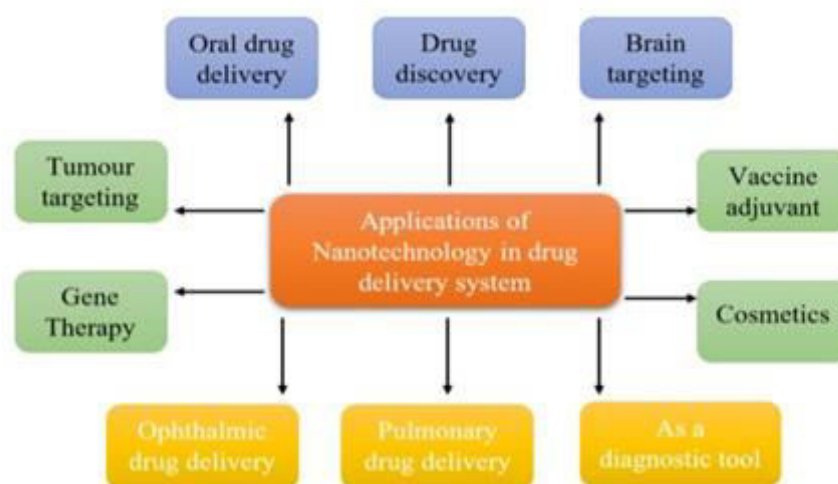 Oral drug
delivery
Drug
discovery
Brain
targeting
Tumour
targeting
Applications of
Nanotechnology in drug
delivery system
Vaccine
adjuvant
Gene
Therapy
Cosmetics
Ophthalmic
drug delivery
Pulmonary
drug delivery
As a
diagnostic tool